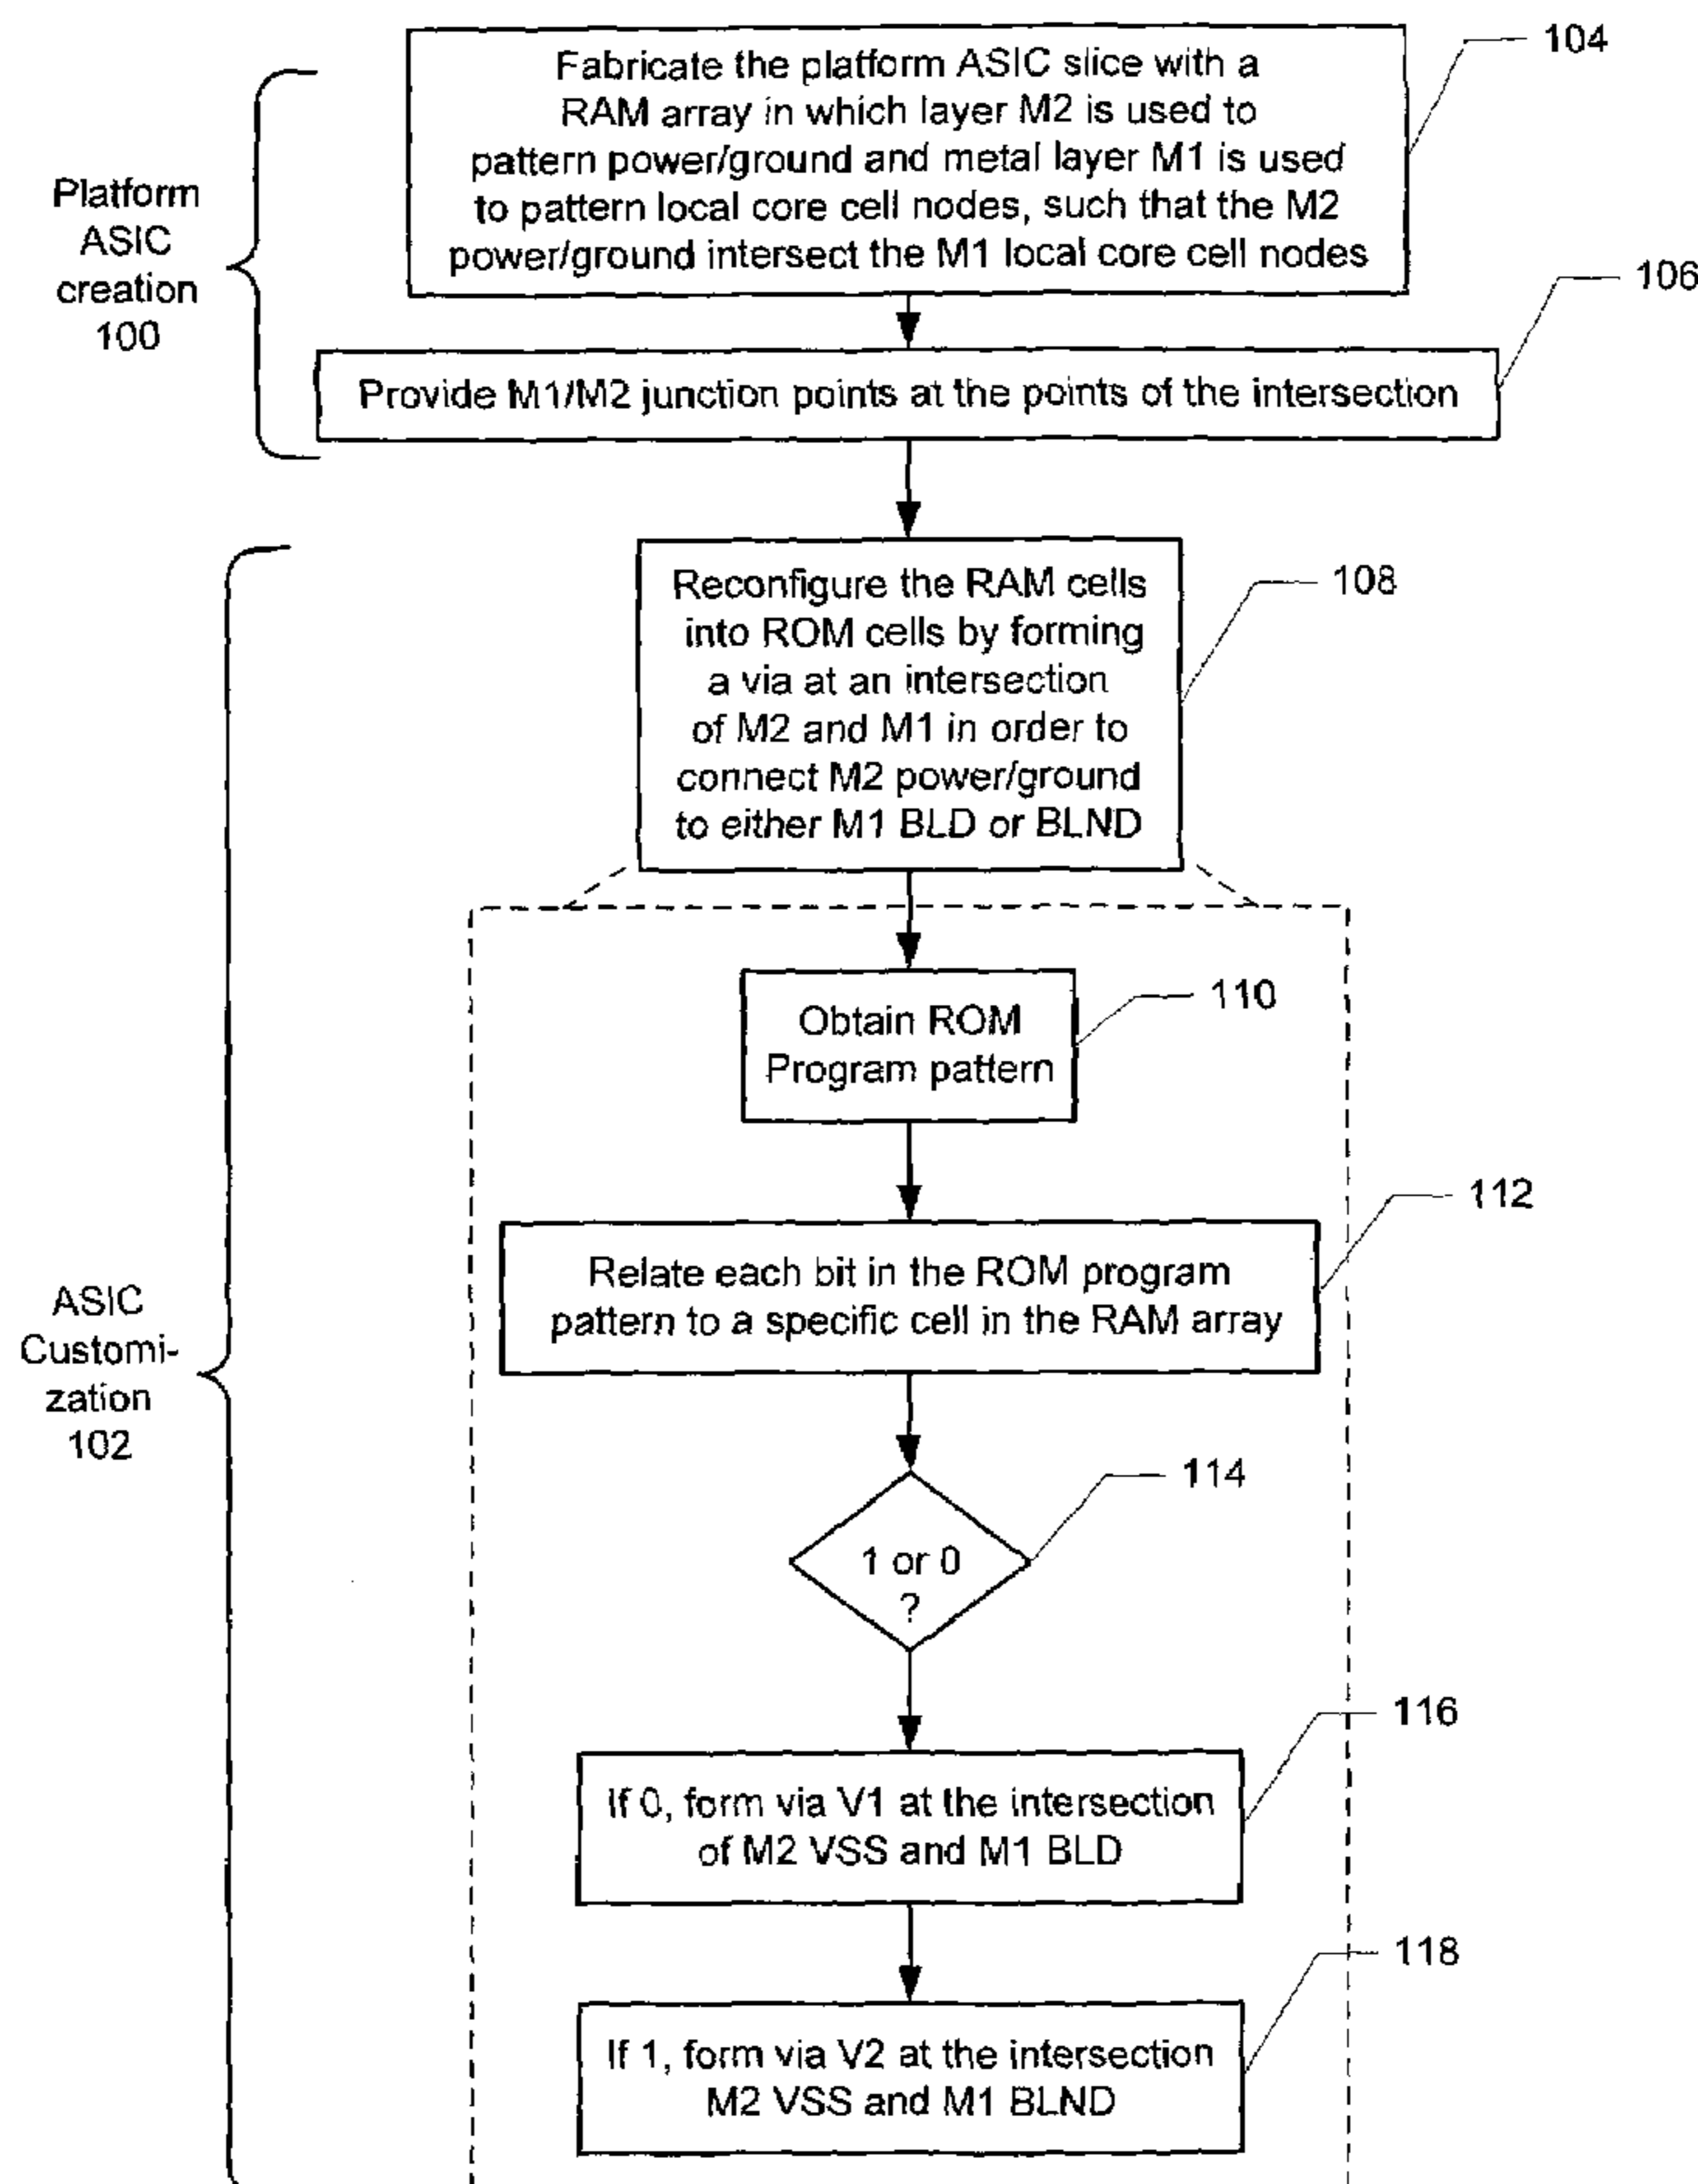 104
Fabricate the platform ASIC slice with a
RAM array in which layer M2 is used to
pattern power/ground and metal layer M1 is used
to pattern local core cell nodes, such that the M2
power/ground intersect the M1 local core cell nodes
Platform
ASIC
creation
100
106
Provide M1/M2 junction points at the points of the intersection
108
Reconfigure the RAM cells
into ROM cells by forming
a via at an intersection
of M2 and M1 in order to
connect M2 power/ground
to either M1 BLD or BLND
110
Obtain ROM
Program pattern
112
Relate each bit in the ROM program
pattern to a specific cell in the RAM array
ASIC
Customi-
zation
102
114
1 or 0
?
116
If 0, form via V1 at the intersection
of M2 VSS and M1 BLD
118
If 1, form via V2 at the intersection
M2 VSS and M1 BLND